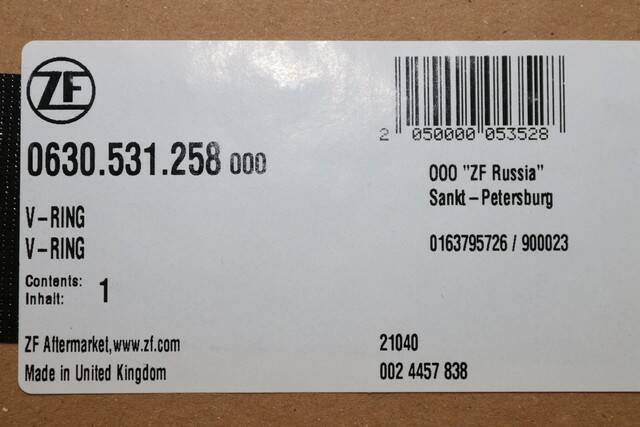 ZF
0630.531.258 000
V-RING
V-RING
Contents:
Inhalt: 1
ZF Aftermarket,www.zf.com
Made in United Kingdom
2 050000 053528
OOO "ZF Russia"
Sankt-Petersburg
0163795726 / 900023
21040
002 4457 838